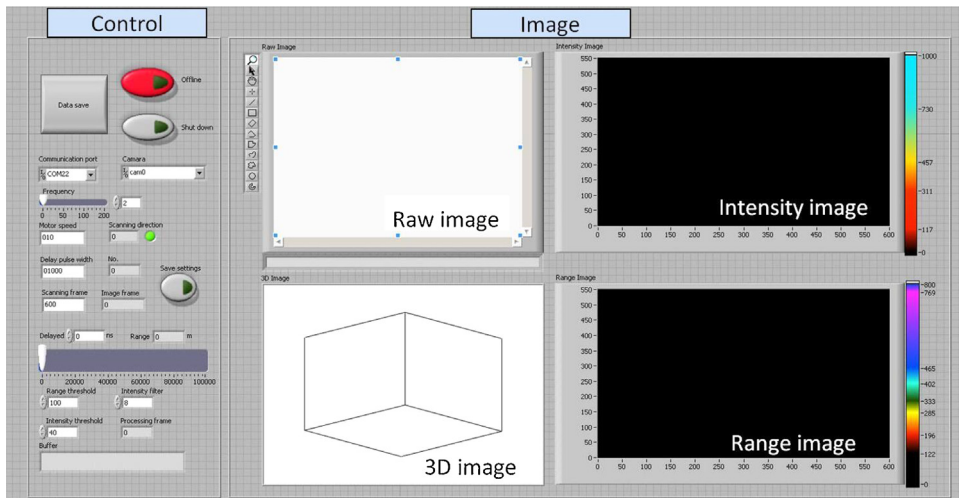 Control
Image
Offline
Data save
Shut down
Communication port Camara
COM22 cam0
Frequency
2
0 50 100 200
Motor speed Scanning direction
010 0
Delay pulse width No.
01000 0
Save settings
Scanning frame Image frame
600 0
Delayed 0 ns Range 0 m
0 20000 40000 60000 80000 100000
Range threshold Intensity filter
100 8
Intensity threshold Processing frame
40 0
Buffer
Raw Image
Raw image
3D Image
3D image
Intensity Image
550
500
450
400
350
300
250
200
150
100
50
0
0 50 100 150 200 250 300 350 400 450 500 550 600
Intensity image
1000
730
457
311
117
0
Range Image
550
500
450
400
350
300
250
200
150
100
50
0
0 50 100 150 200 250 300 350 400 450 500 550 600
Range image
800
769
465
402
333
285
196
122
0